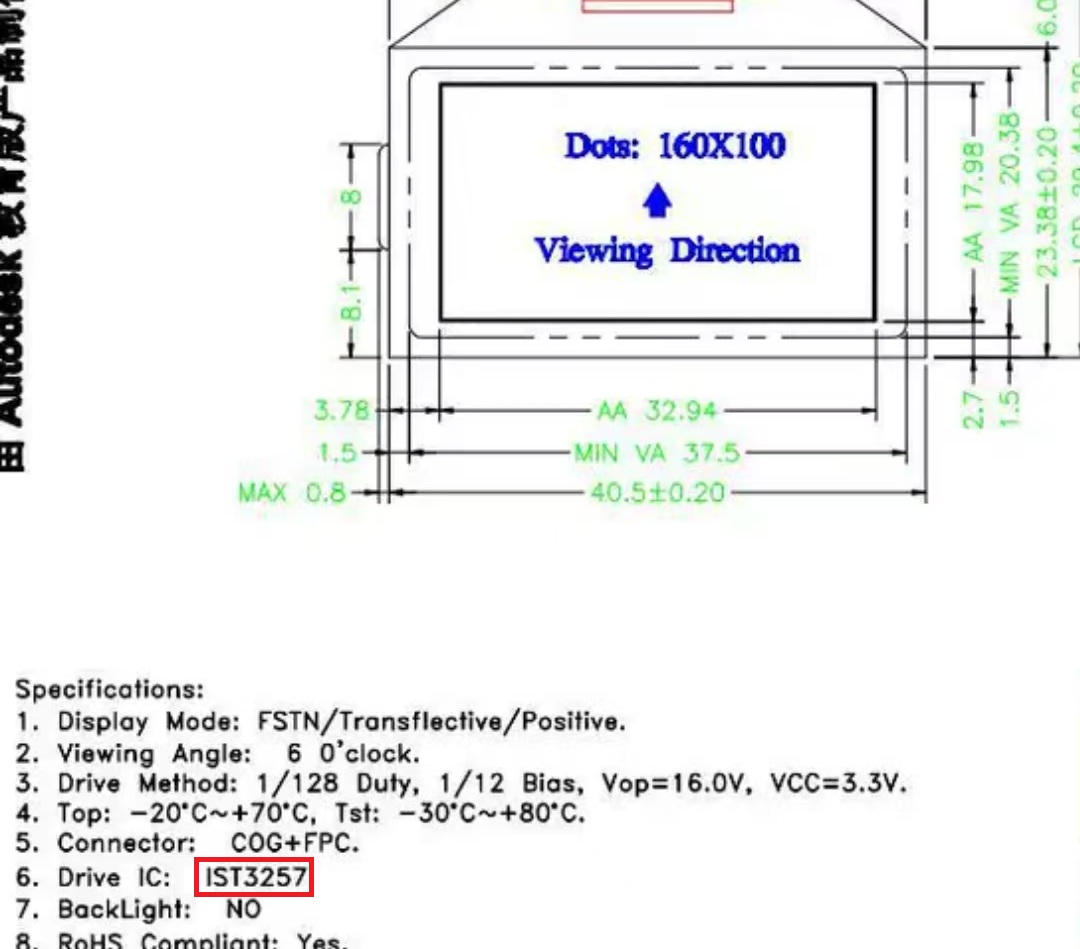 由 Autodesk 教育版产品制作
6.0
Dots: 160X100
Viewing Direction
8
8.1
AA 17.98
MIN VA 20.38
23.38±0.20
2.7
1.5
3.78
AA 32.94
1.5
MIN VA 37.5
MAX 0.8
40.5±0.20
Specifications:
1. Display Mode: FSTN/Transflective/Positive.
2. Viewing Angle: 6 O'clock.
3. Drive Method: 1/128 Duty, 1/12 Bias, Vop=16.0V, VCC=3.3V.
4. Top: -20°C~+70°C, Tst: -30°C~+80°C.
5. Connector: COG+FPC.
6. Drive IC: IST3257
7. BackLight: NO
8. RoHS Compliant: Yes.